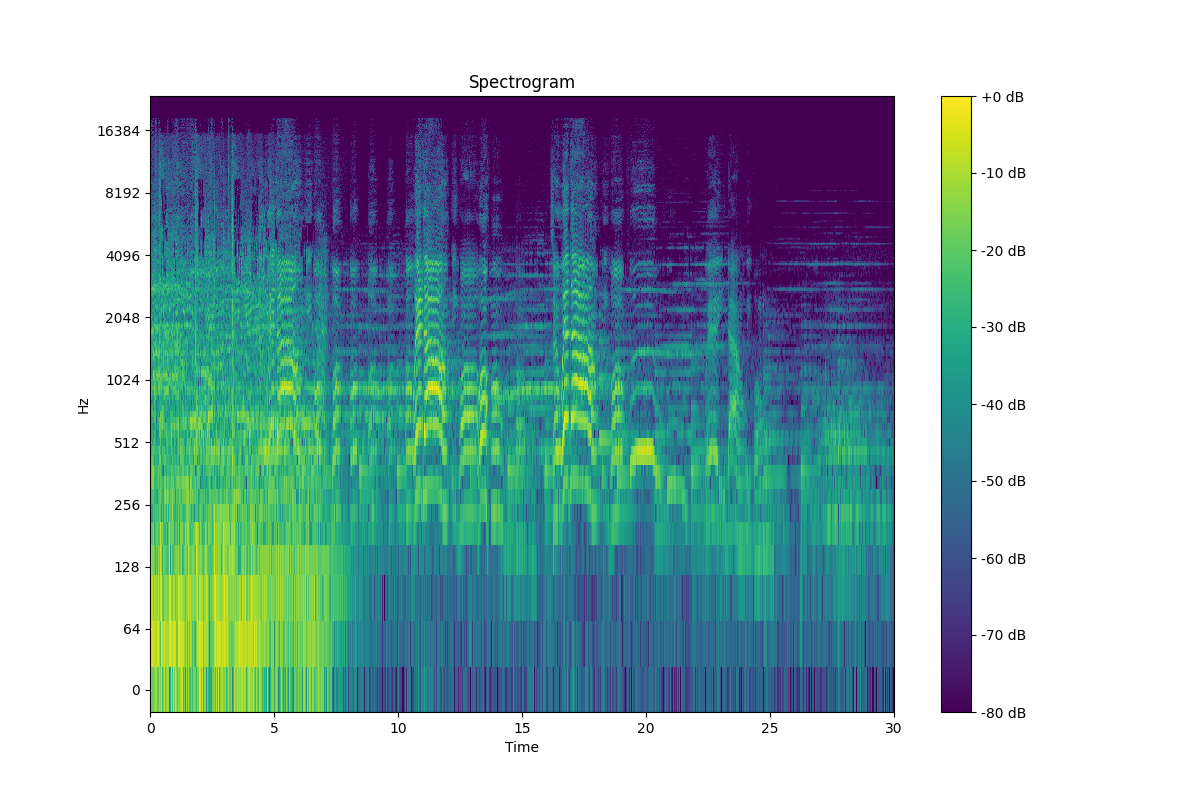 Spectrogram
16384
8192
4096
2048
1024
512
256
128
64
0
Hz
0 5 10 15 20 25 30
Time
+0 dB
-10 dB
-20 dB
-30 dB
-40 dB
-50 dB
-60 dB
-70 dB
-80 dB